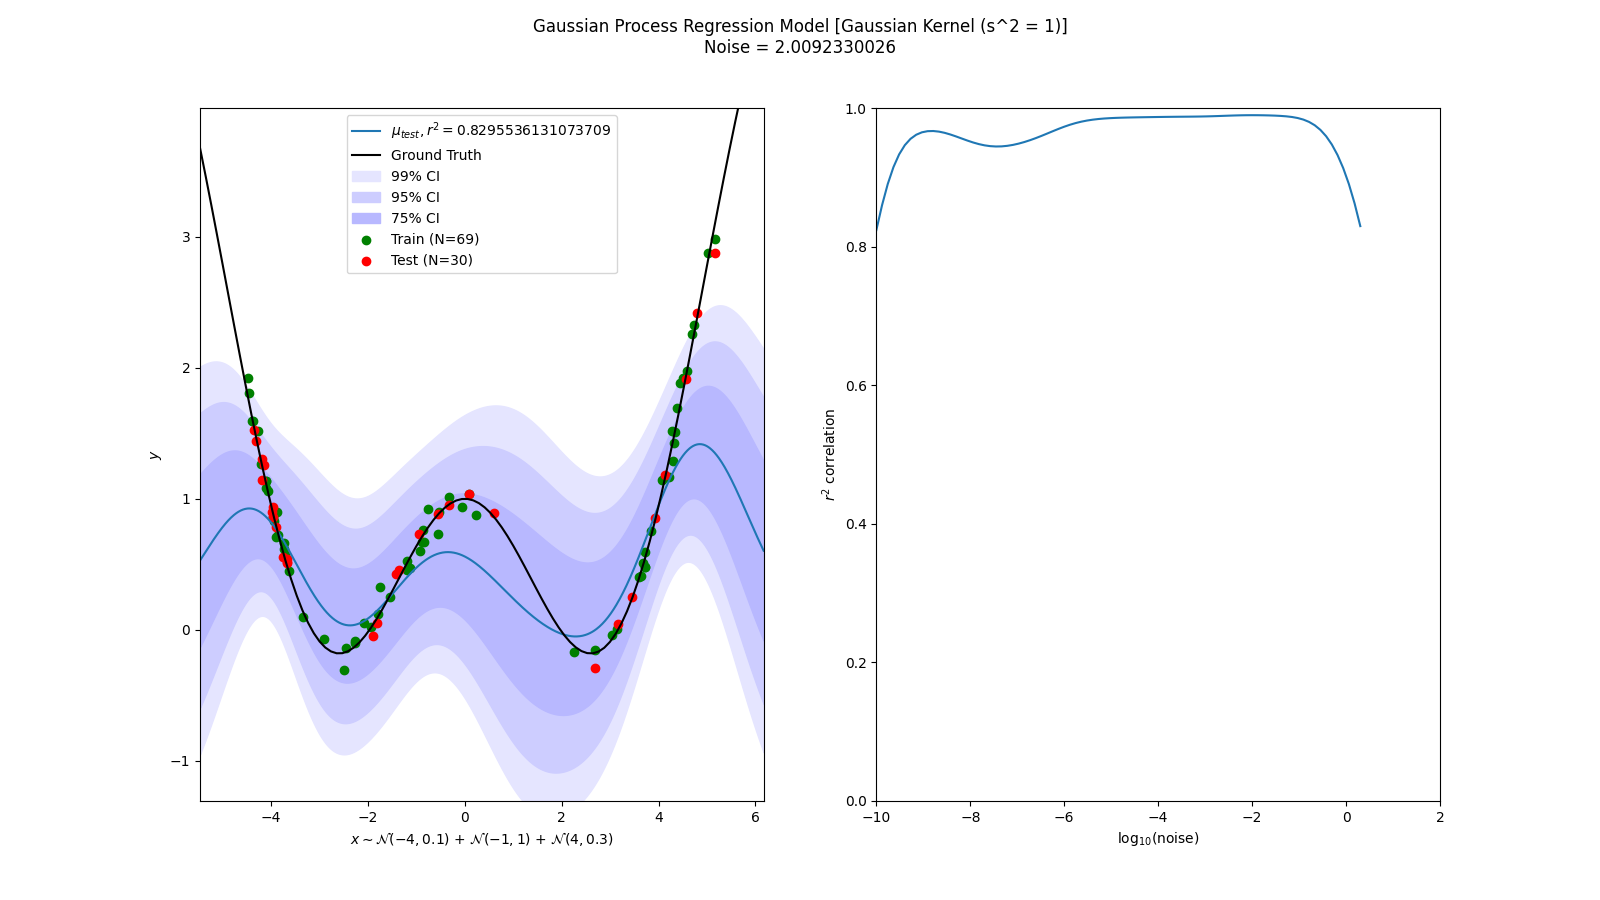 Gaussian Process Regression Model [Gaussian Kernel (s^2 = 1)]
Noise = 2.0092330026
μ_test, r² = 0.8295536131073709
Ground Truth
99% CI
95% CI
75% CI
Train (N=69)
Test (N=30)
y
3
2
1
0
−1
−4 −2 0 2 4 6
x ~ 𝒩(−4, 0.1) + 𝒩(−1, 1) + 𝒩(4, 0.3)
r² correlation
1.0
0.8
0.6
0.4
0.2
0.0
−10 −8 −6 −4 −2 0 2
log₁₀(noise)